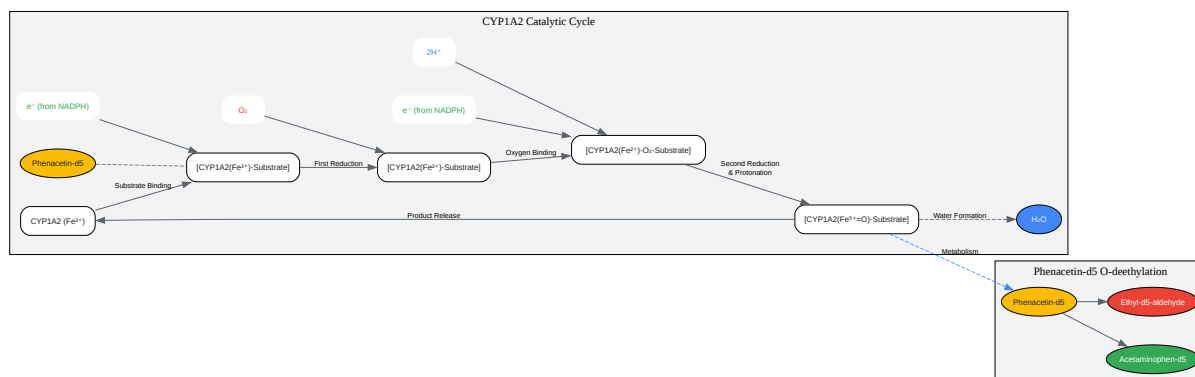 CYP1A2 Catalytic Cycle
2H⁺
e⁻ (from NADPH)
O₂
e⁻ (from NADPH)
Phenacetin-d5
[CYP1A2(Fe³⁺)-Substrate]
First Reduction
[CYP1A2(Fe²⁺)-Substrate]
Oxygen Binding
[CYP1A2(Fe²⁺)-O₂-Substrate]
Second Reduction
& Protonation
Substrate Binding
CYP1A2 (Fe³⁺)
Product Release
[CYP1A2(Fe⁵⁺=O)-Substrate]
Water Formation
H₂O
Metabolism
Phenacetin-d5 O-deethylation
Phenacetin-d5
Ethyl-d5-aldehyde
Acetaminophen-d5